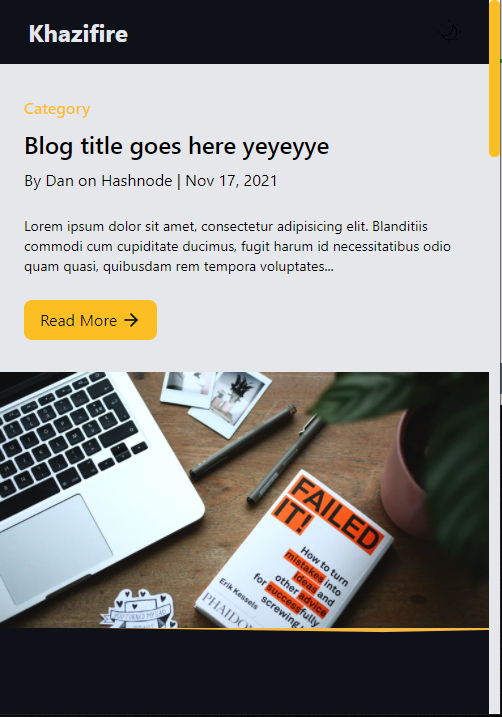 Khazifire
Category
Blog title goes here yeyeyye
By Dan on Hashnode | Nov 17, 2021
Lorem ipsum dolor sit amet, consectetur adipisicing elit. Blanditiis
commodi cum cupiditate ducimus, fugit harum id necessitatibus odio
quam quasi, quibusdam rem tempora voluptates...
Read More
FAILED
IT!
How to turn
mistakes into
ideas and
other advice
for successfully
screwing
Erik Kessels
PHAIDON